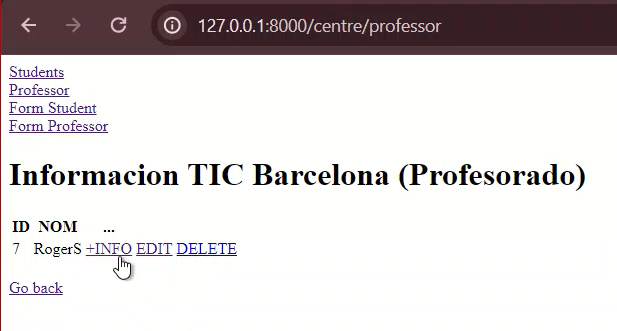 127.0.0.1:8000/centre/professor
Students
Professor
Form Student
Form Professor
Informacion TIC Barcelona (Profesorado)
ID NOM ...
7 RogerS +INFO EDIT DELETE
Go back